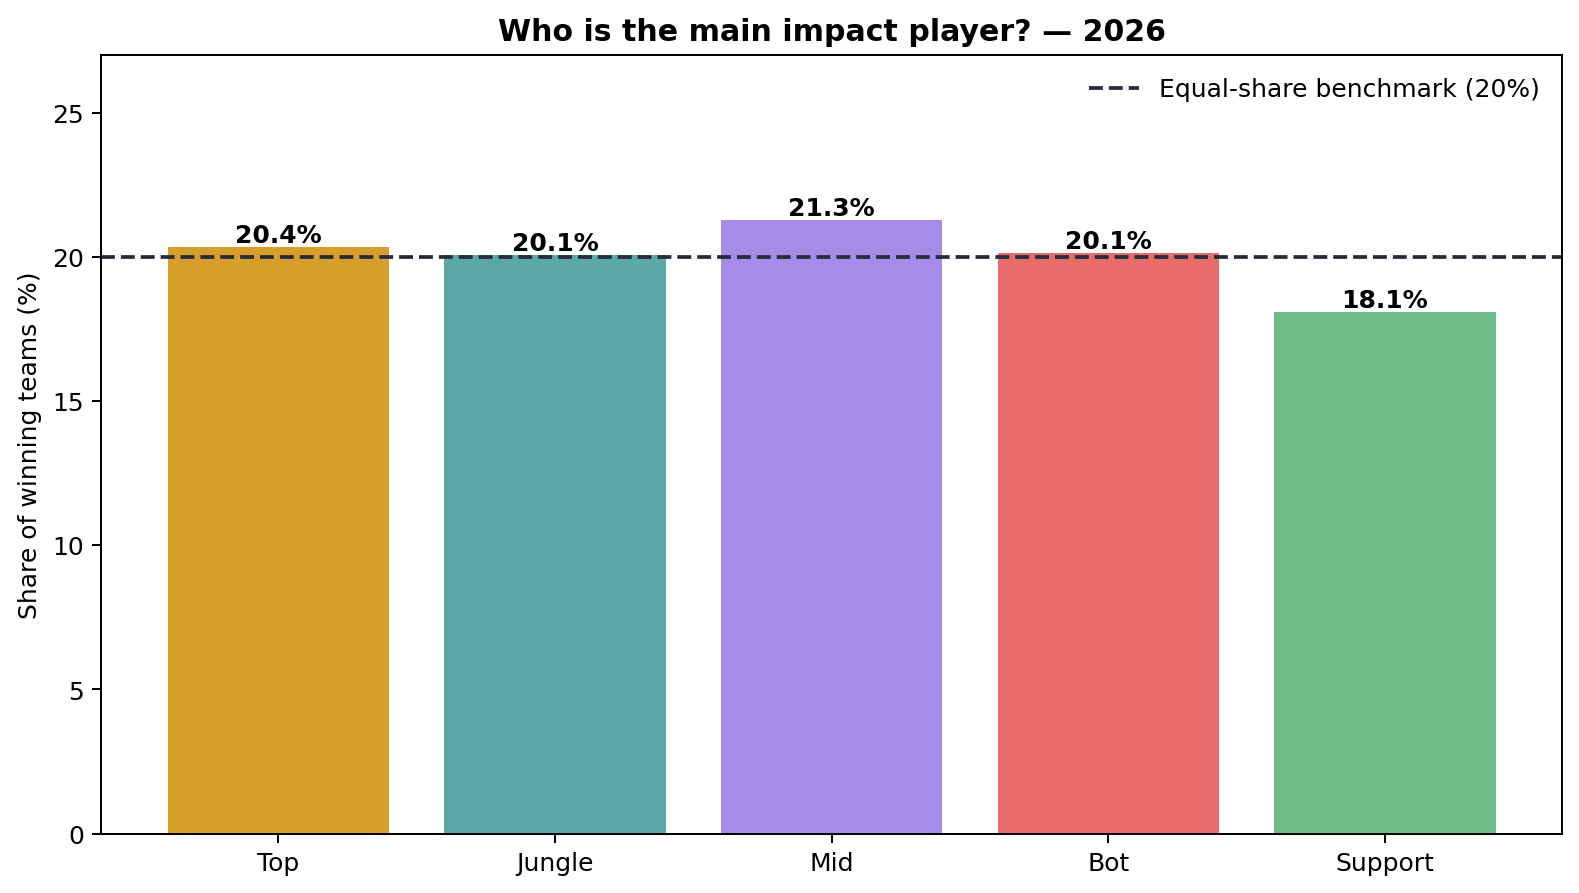 Who is the main impact player? — 2026
Equal-share benchmark (20%)
Share of winning teams (%)
25
20
15
10
5
0
20.4%
20.1%
21.3%
20.1%
18.1%
Top
Jungle
Mid
Bot
Support